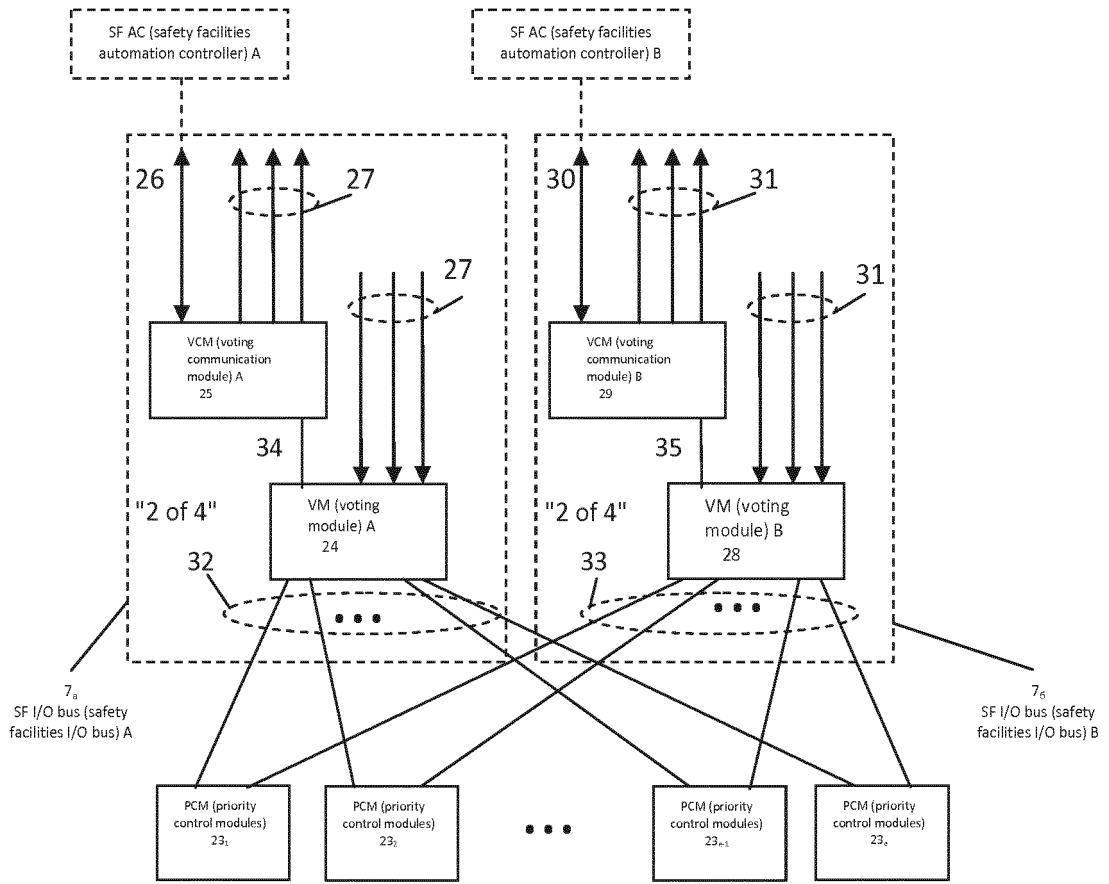 SF AC (safety facilities
automation controller) A
SF AC (safety facilities
automation controller) B
26
27
30
31
27
31
VCM (voting
communication
module) A
25
VCM (voting
communication
module) B
29
34
35
"2 of 4"
VM (voting
module) A
24
"2 of 4"
VM (voting
module) B
28
32
33
7а
SF I/O bus (safety
facilities I/O bus) A
7б
SF I/O bus (safety
facilities I/O bus) B
PCM (priority
control modules)
23₁
PCM (priority
control modules)
23₂
PCM (priority
control modules)
23e-1
PCM (priority
control modules)
23e